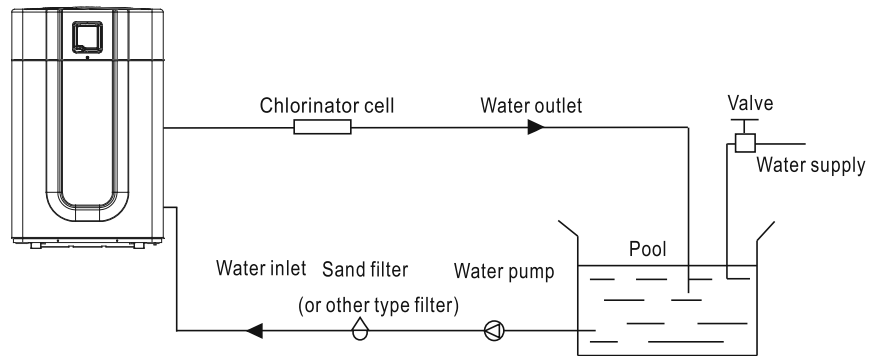 Chlorinator cell
Water outlet
Valve
Water supply
Pool
Water inlet
Sand filter
(or other type filter)
Water pump